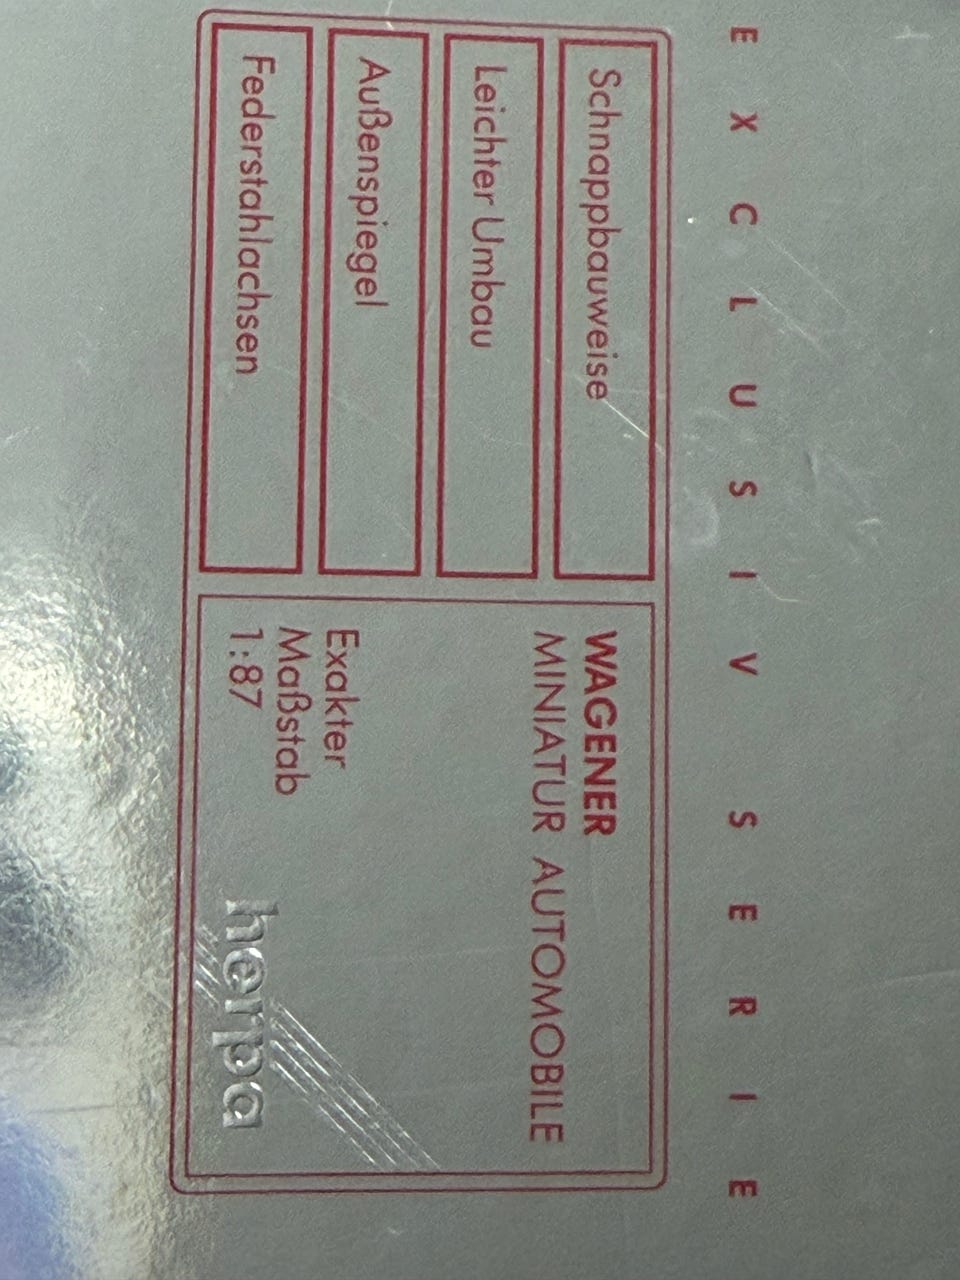 EXCLUSIV SERIE
Schnappbauweise
Leichter Umbau
Außenspiegel
Federstahlachsen
WAGENER
MINIATUR AUTOMOBILE
Exakter
Maßstab
1:87
herpa